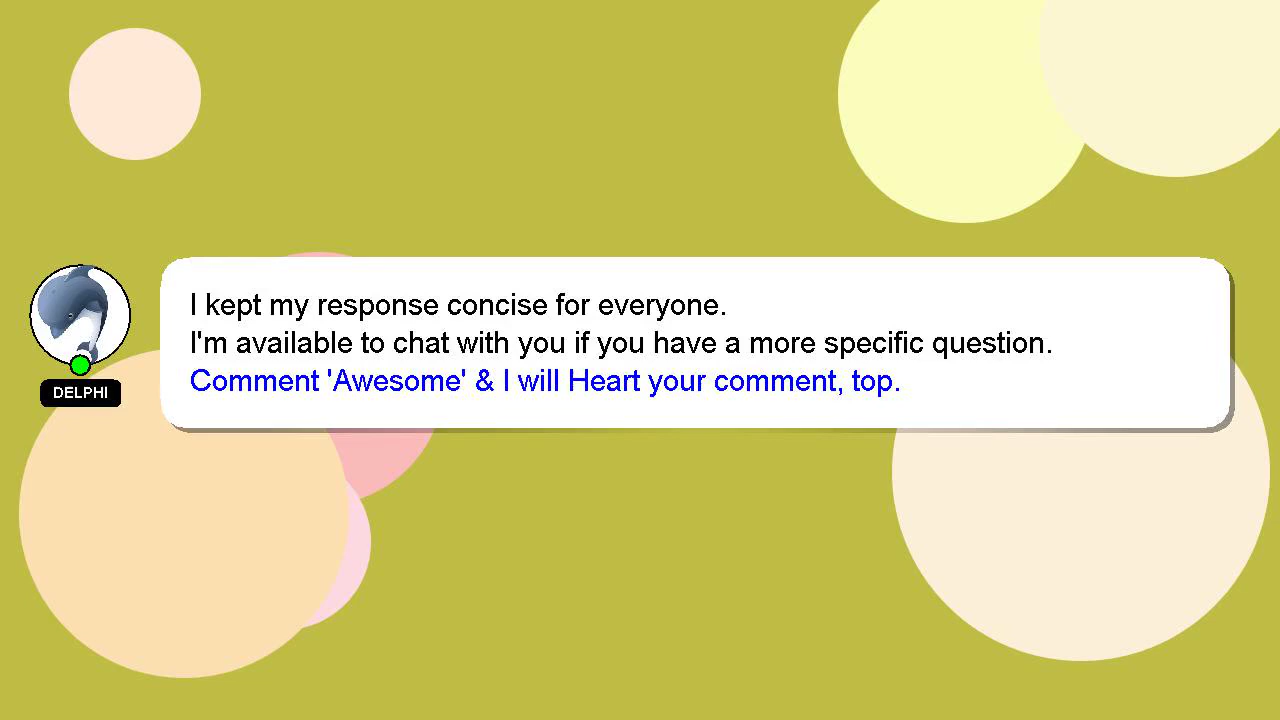 I kept my response concise for everyone.
I'm available to chat with you if you have a more specific question.
Comment 'Awesome' & I will Heart your comment, top.
DELPHI